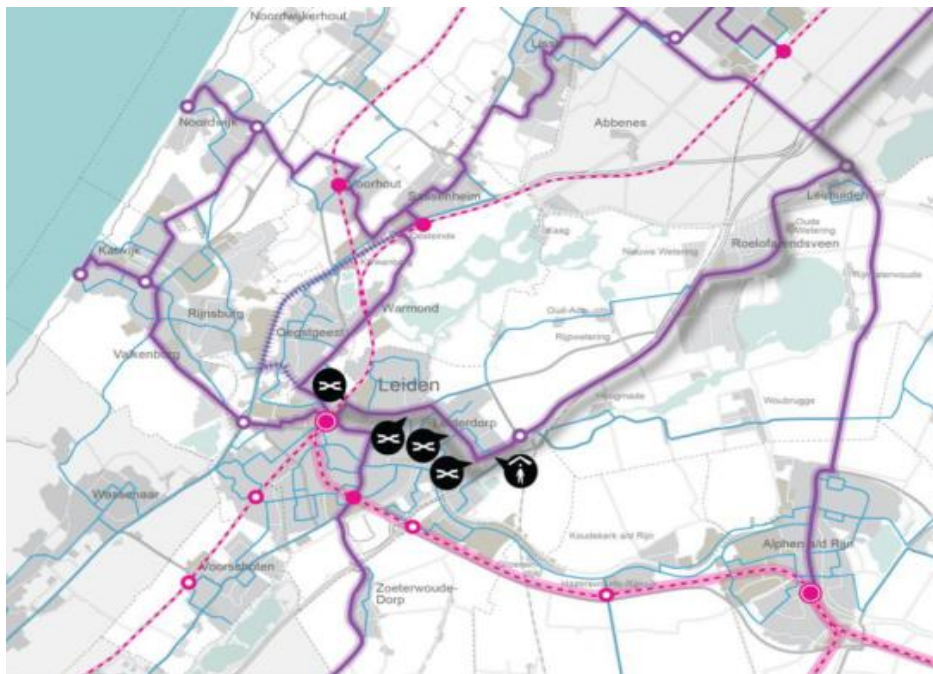 Noordwijkerhout
Noordwijk
Abbenes
Voorhout
Sassenheim
Leimuiden
Oude
Wetering
Kaag
Nieuwe Wetering
Roelofarendsveen
Katwijk
Rijnsburg
Oegstgeest
Warmond
Oud-Ade
Rijpwetering
Valkenburg
Leiden
Hoogmade
Woubrugge
Leiderdorp
Wassenaar
Koudekerk a/d Rijn
Alphen a/d Rijn
Voorschoten
Zoeterwoude-
Dorp